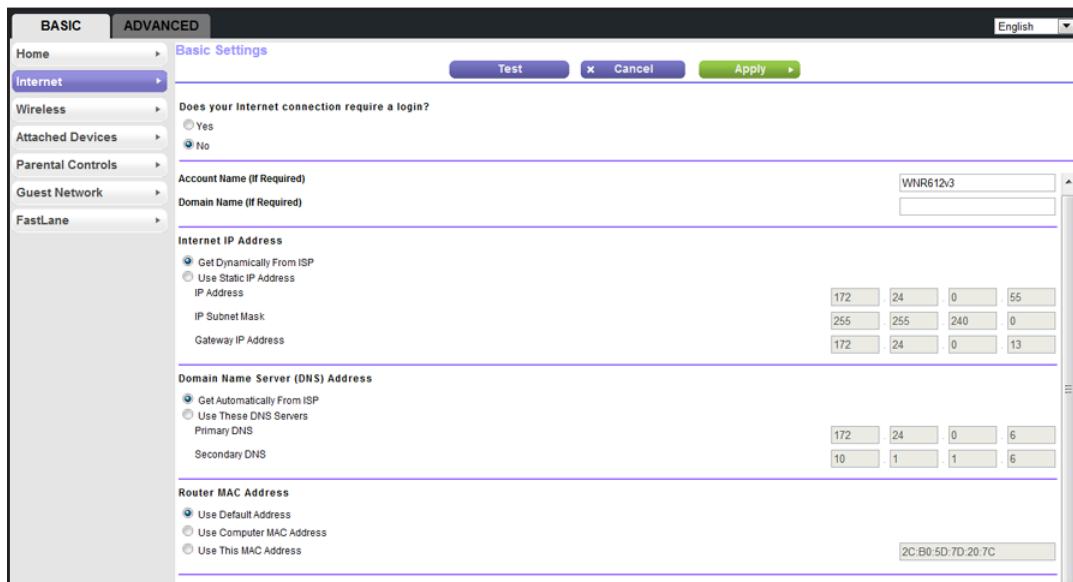 BASIC ADVANCED English
Home
Internet
Wireless
Attached Devices
Parental Controls
Guest Network
FastLane
Basic Settings
Test x Cancel Apply
Does your Internet connection require a login?
Yes
No
Account Name (If Required) WNR612v3
Domain Name (If Required)
Internet IP Address
Get Dynamically From ISP
Use Static IP Address
IP Address 172 . 24 . 0 . 55
IP Subnet Mask 255 . 255 . 240 . 0
Gateway IP Address 172 . 24 . 0 . 13
Domain Name Server (DNS) Address
Get Automatically From ISP
Use These DNS Servers
Primary DNS 172 . 24 . 0 . 6
Secondary DNS 10 . 1 . 1 . 6
Router MAC Address
Use Default Address
Use Computer MAC Address
Use This MAC Address 2C:B0:5D:7D:20:7C